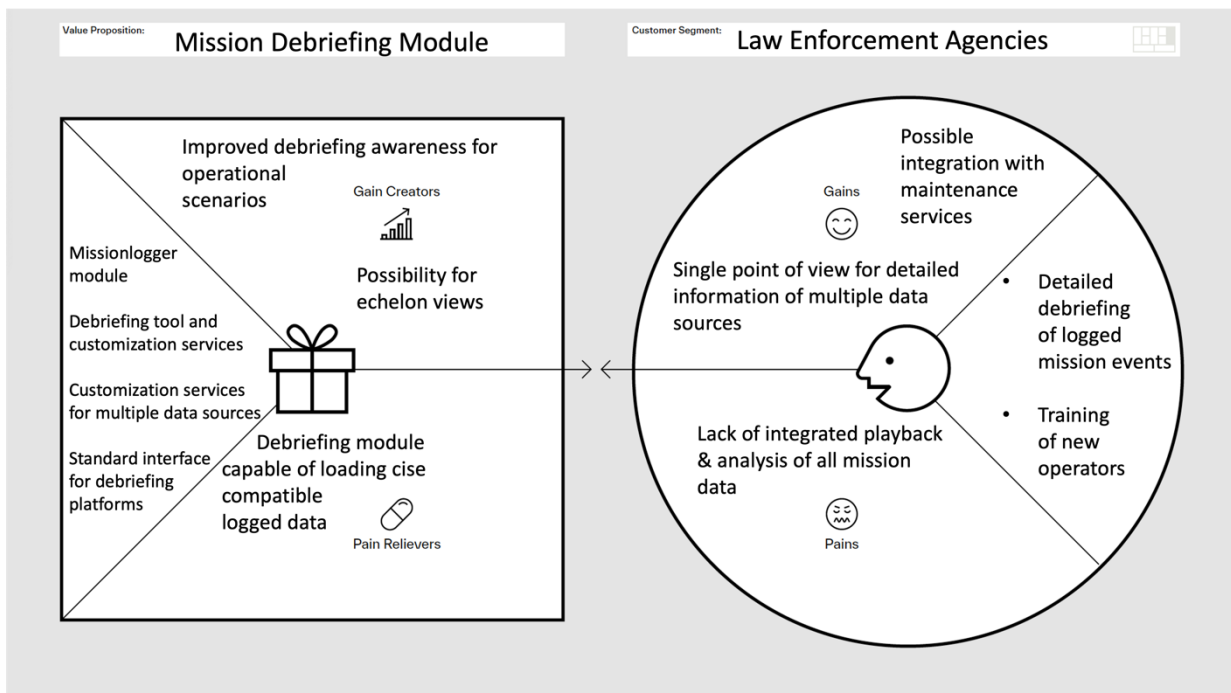 Value Proposition:
Mission Debriefing Module
Customer Segment:
Law Enforcement Agencies
Improved debriefing awareness for
operational
scenarios
Gain Creators
Possibility for
echelon views
Missionlogger
module
Debriefing tool and
customization services
Customization services
for multiple data sources
Standard interface
for debriefing
platforms
Debriefing module
capable of loading cise
compatible
logged data
Pain Relievers
Possible
integration with
maintenance
services
Gains
Single point of view for detailed
information of multiple data
sources
• Detailed
debriefing
of logged
mission events
• Training
of new
operators
Lack of integrated playback
& analysis of all mission
data
Pains